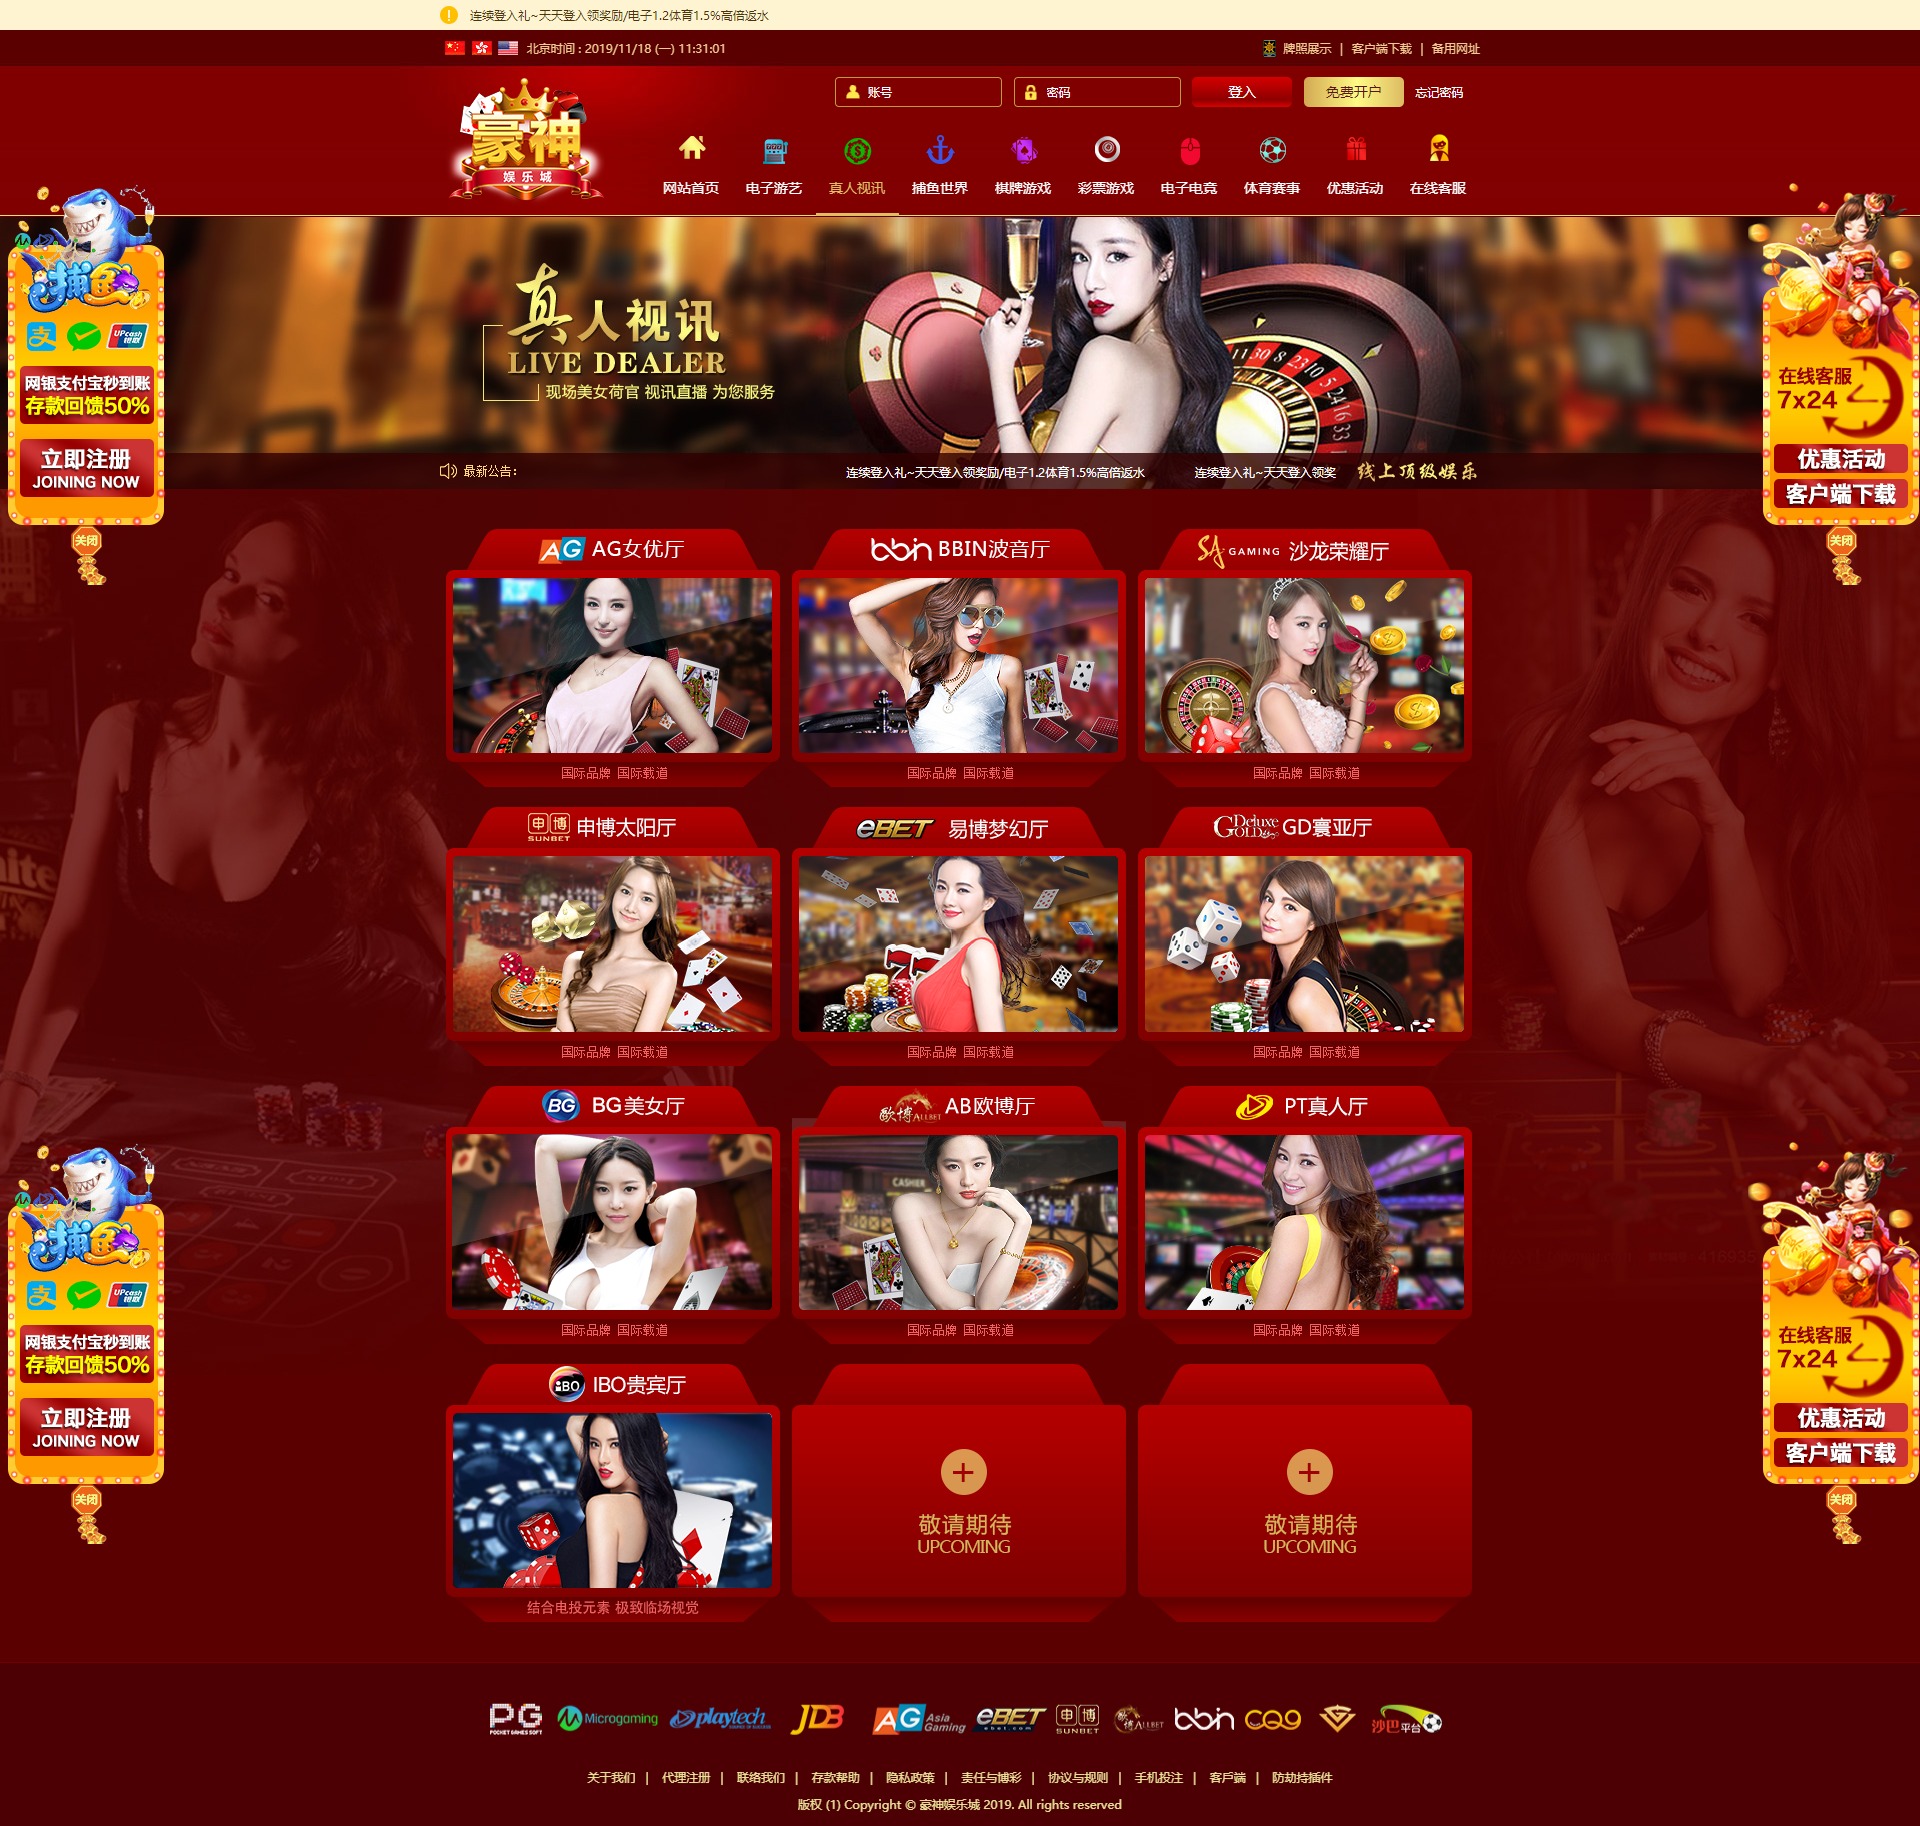 连续登入礼~天天登入领奖励/电子1.2体育1.5%高倍返水
北京时间 : 2019/11/18 (一) 11:31:01
牌照展示 | 客户端下载 | 备用网址
豪神
娱乐城
账号
密码
登入
免费开户
忘记密码
网站首页 电子游艺 真人视讯 捕鱼世界 棋牌游戏 彩票游戏 电子电竞 体育赛事 优惠活动 在线客服
真人视讯
LIVE DEALER
现场美女荷官 视讯直播 为您服务
最新公告:
连续登入礼~天天登入领奖励/电子1.2体育1.5%高倍返水
连续登入礼~天天登入领奖
线上顶级娱乐
捕鱼
UPcash
银联
网银支付宝秒到账
存款回馈50%
立即注册
JOINING NOW
关闭
在线客服
7x24
优惠活动
客户端下载
关闭
AG AG女优厅
bbin BBIN波音厅
SA GAMING 沙龙荣耀厅
国际品牌 国际载道
国际品牌 国际载道
国际品牌 国际载道
申博 SUNBET 申博太阳厅
eBET 易博梦幻厅
Gold Deluxe GD寰亚厅
国际品牌 国际载道
国际品牌 国际载道
国际品牌 国际载道
BG BG美女厅
歐博 ALLBET AB欧博厅
PT真人厅
CASHIER
国际品牌 国际载道
国际品牌 国际载道
国际品牌 国际载道
iBO IBO贵宾厅
敬请期待
UPCOMING
敬请期待
UPCOMING
结合电投元素 极致临场视觉
捕鱼
UPcash
银联
网银支付宝秒到账
存款回馈50%
立即注册
JOINING NOW
关闭
在线客服
7x24
优惠活动
客户端下载
关闭
PG POCKET GAMES SOFT
Microgaming
playtech
JDB
AG Asia Gaming
eBET ebet.com
申博 SUNBET
歐博 ALLBET
bbin
CQ9
沙巴平台
关于我们 | 代理注册 | 联络我们 | 存款帮助 | 隐私政策 | 责任与博彩 | 协议与规则 | 手机投注 | 客戶端 | 防劫持插件
版权 (1) Copyright © 豪神娱乐城 2019. All rights reserved